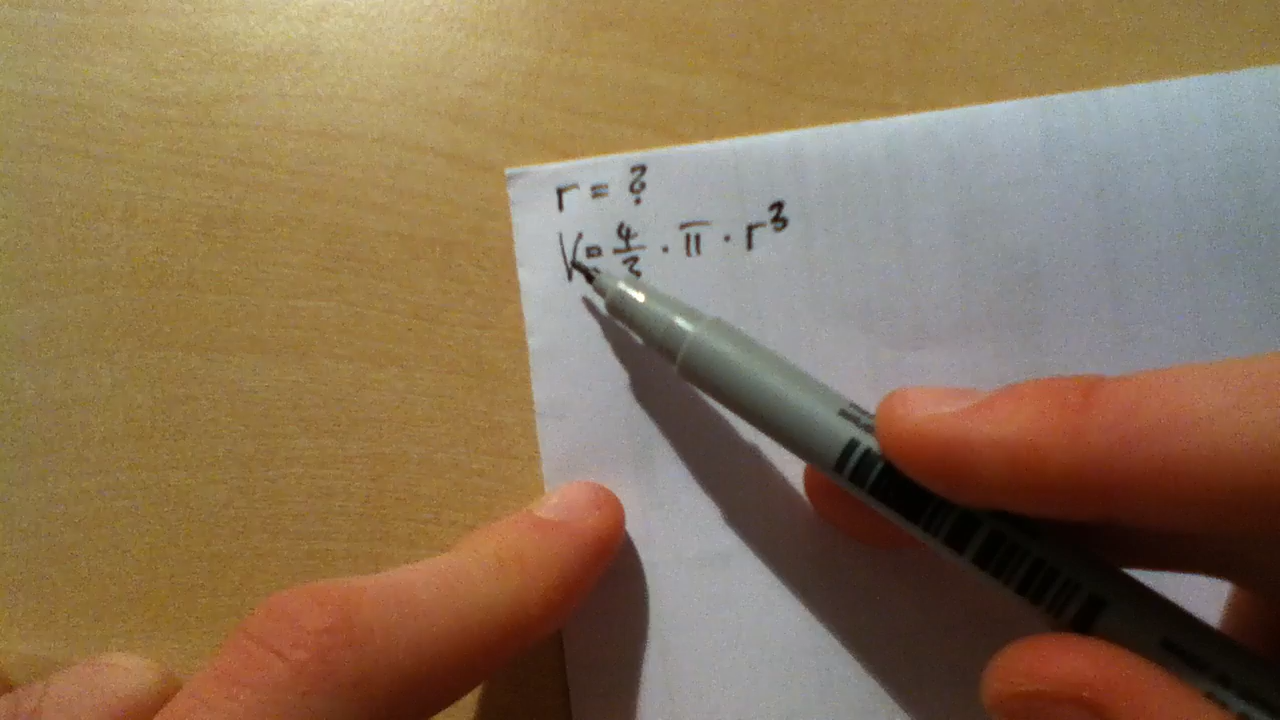 r = ?
V = 4/3 · π · r³